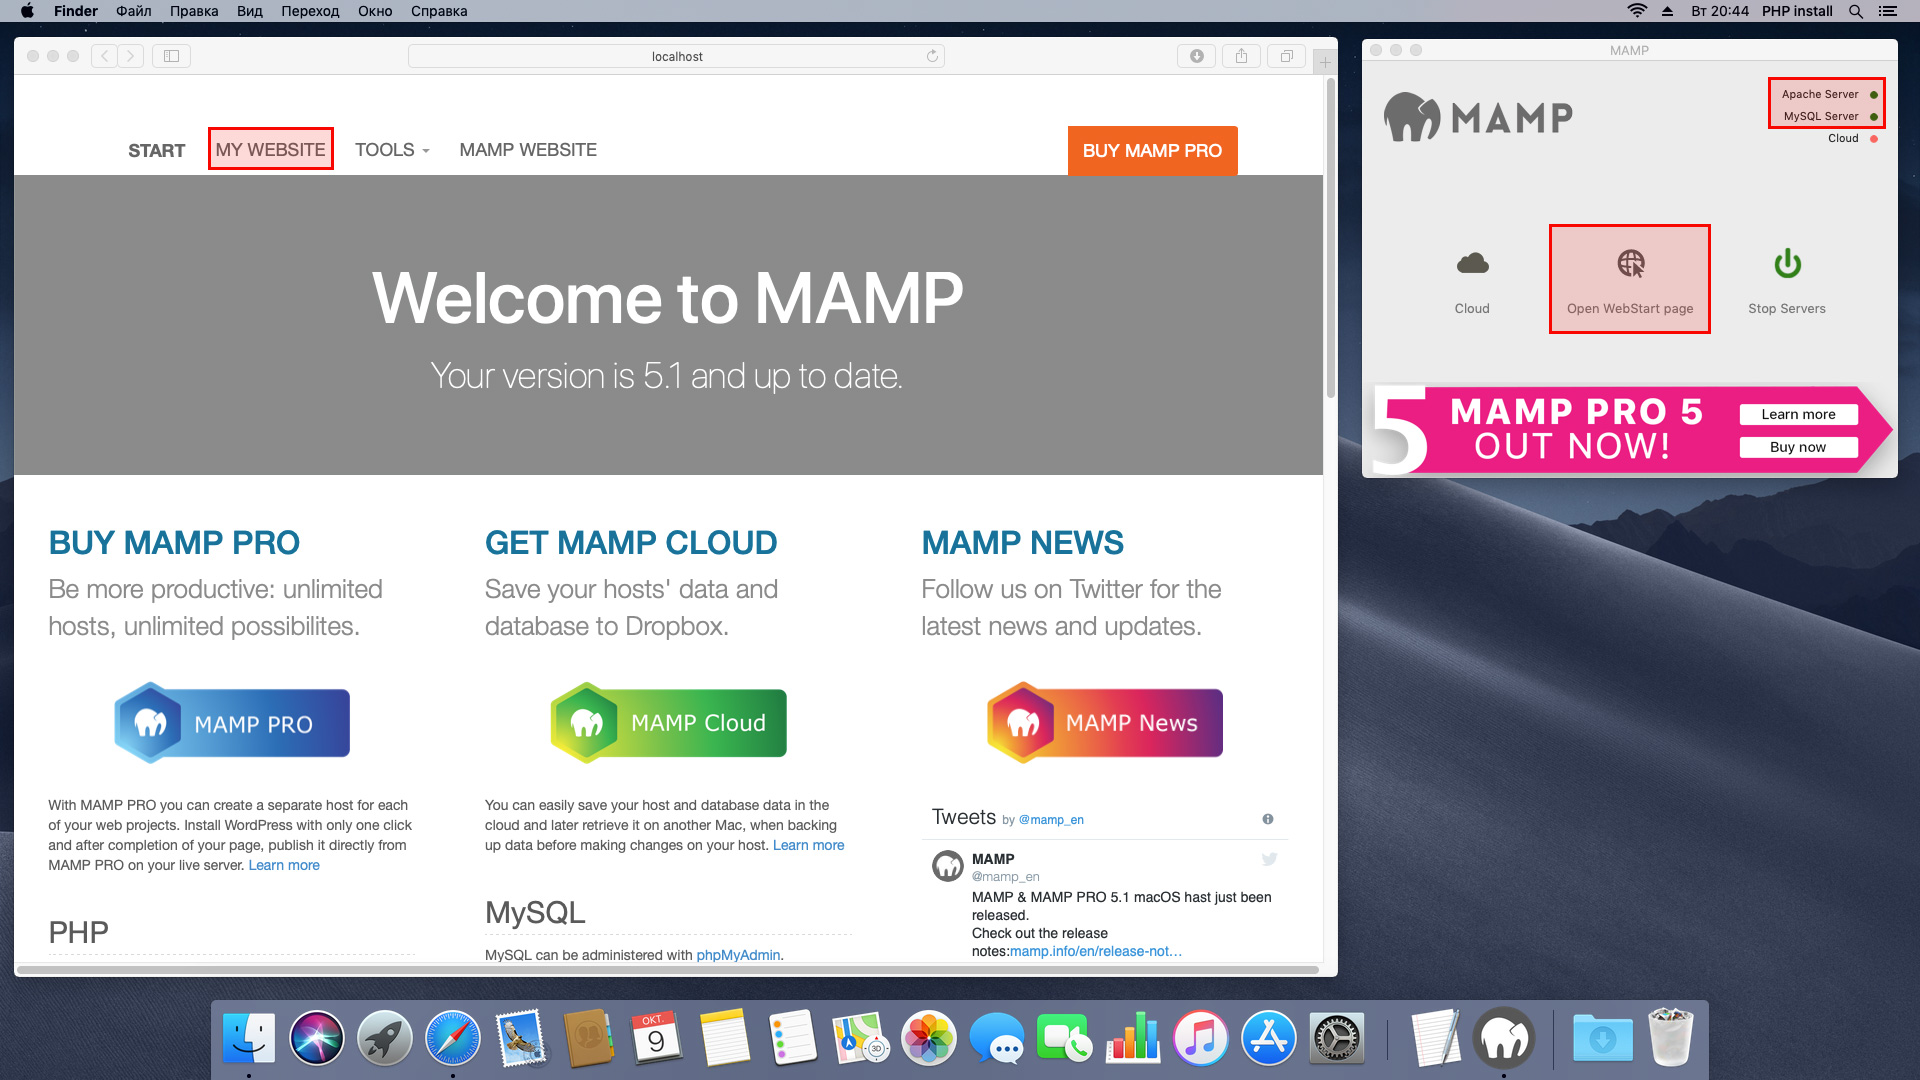 Finder Файл Правка Вид Переход Окно Справка Вт 20:44 PHP install
localhost
START MY WEBSITE TOOLS MAMP WEBSITE BUY MAMP PRO
Welcome to MAMP
Your version is 5.1 and up to date.
BUY MAMP PRO
Be more productive: unlimited
hosts, unlimited possibilites.
MAMP PRO
With MAMP PRO you can create a separate host for each
of your web projects. Install WordPress with only one click
and after completion of your page, publish it directly from
MAMP PRO on your live server. Learn more
PHP
GET MAMP CLOUD
Save your hosts' data and
database to Dropbox.
MAMP Cloud
You can easily save your host and database data in the
cloud and later retrieve it on another Mac, when backing
up data before making changes on your host. Learn more
MySQL
MySQL can be administered with phpMyAdmin.
MAMP NEWS
Follow us on Twitter for the
latest news and updates.
MAMP News
Tweets by @mamp_en
MAMP
@mamp_en
MAMP & MAMP PRO 5.1 macOS hast just been
released.
Check out the release
notes:mamp.info/en/release-not…
MAMP
MAMP
Apache Server
MySQL Server
Cloud
Cloud Open WebStart page Stop Servers
5 MAMP PRO 5
OUT NOW!
Learn more
Buy now
ОКТ.
9
3D